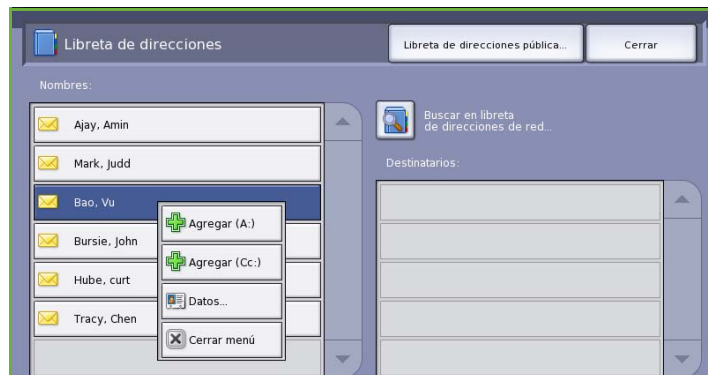 Libreta de direcciones
Libreta de direcciones pública...
Cerrar
Nombres:
Ajay, Amin
Mark, Judd
Bao, Vu
Bursie, John
Hube, curt
Tracy, Chen
Agregar (A:)
Agregar (Cc:)
Datos...
Cerrar menú
Buscar en libreta
de direcciones de red...
Destinatarios: